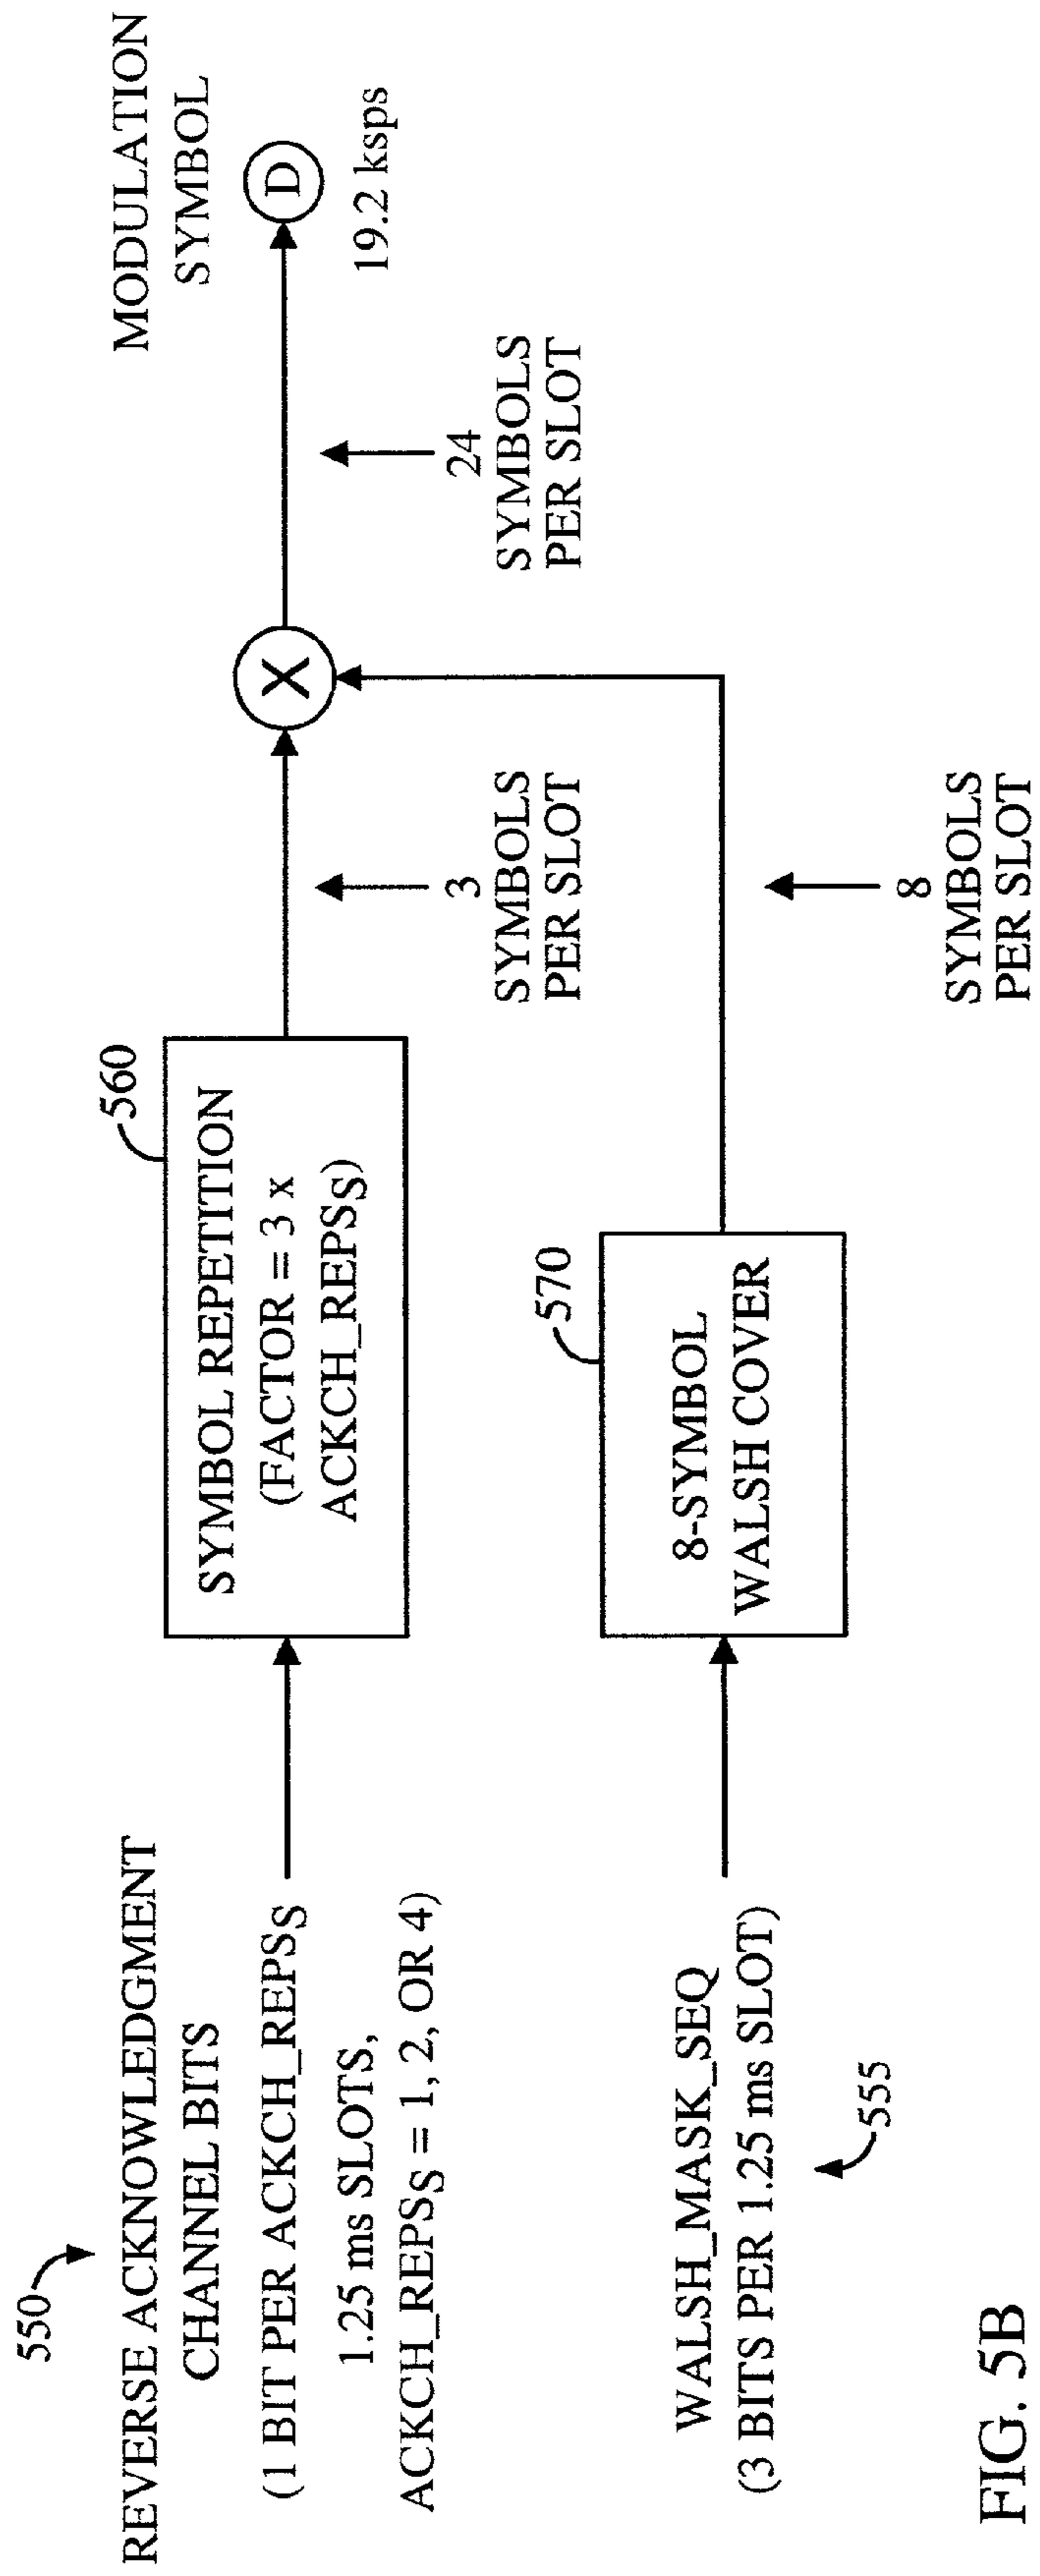 550
REVERSE ACKNOWLEDGMENT
CHANNEL BITS
(1 BIT PER ACKCH_REPSS
1.25 ms SLOTS,
ACKCH_REPSS = 1, 2, OR 4)
560
SYMBOL REPETITION
(FACTOR = 3 x
ACKCH_REPSS)
3
SYMBOLS
PER SLOT
X
24
SYMBOLS
PER SLOT
MODULATION
SYMBOL
D
19.2 ksps
WALSH_MASK_SEQ
(3 BITS PER 1.25 ms SLOT)
555
570
8-SYMBOL
WALSH COVER
8
SYMBOLS
PER SLOT
FIG. 5B